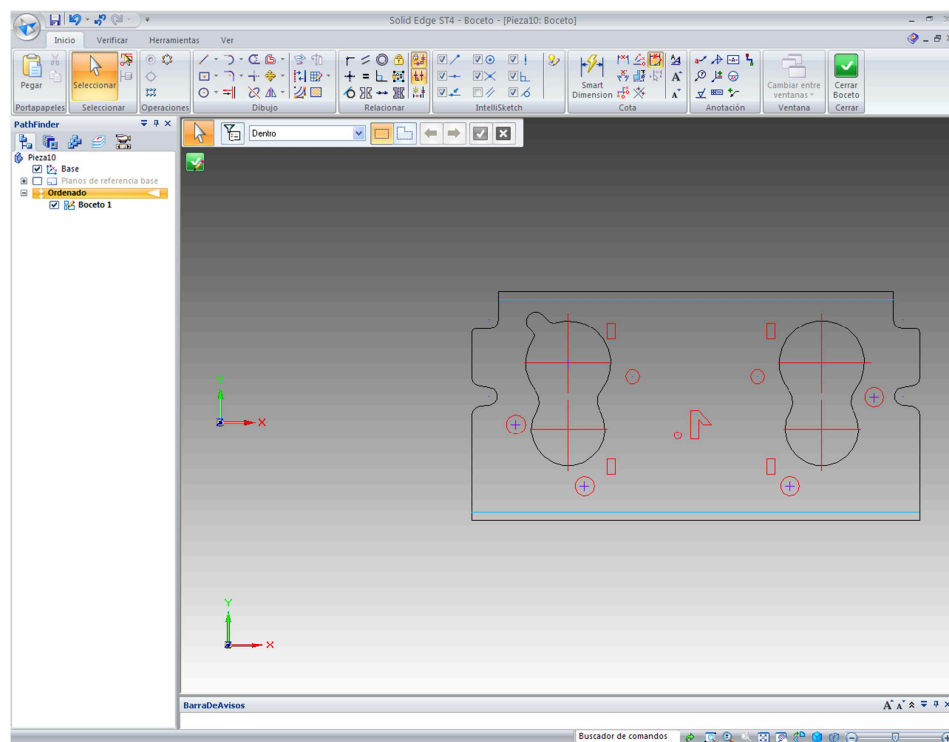 Solid Edge ST4 - Boceto - [Pieza10: Boceto]
Inicio Verificar Herramientas Ver
Pegar Seleccionar Smart Dimension Cambiar entre ventanas Cerrar Boceto
Portapapeles Seleccionar Operaciones Dibujo Relacionar IntelliSketch Cota Anotación Ventana Cerrar
PathFinder
Dentro
Pieza10
Base
Planos de referencia base
Ordenado
Boceto 1
Y
X
1.
Y
X
BarraDeAvisos
Buscador de comandos